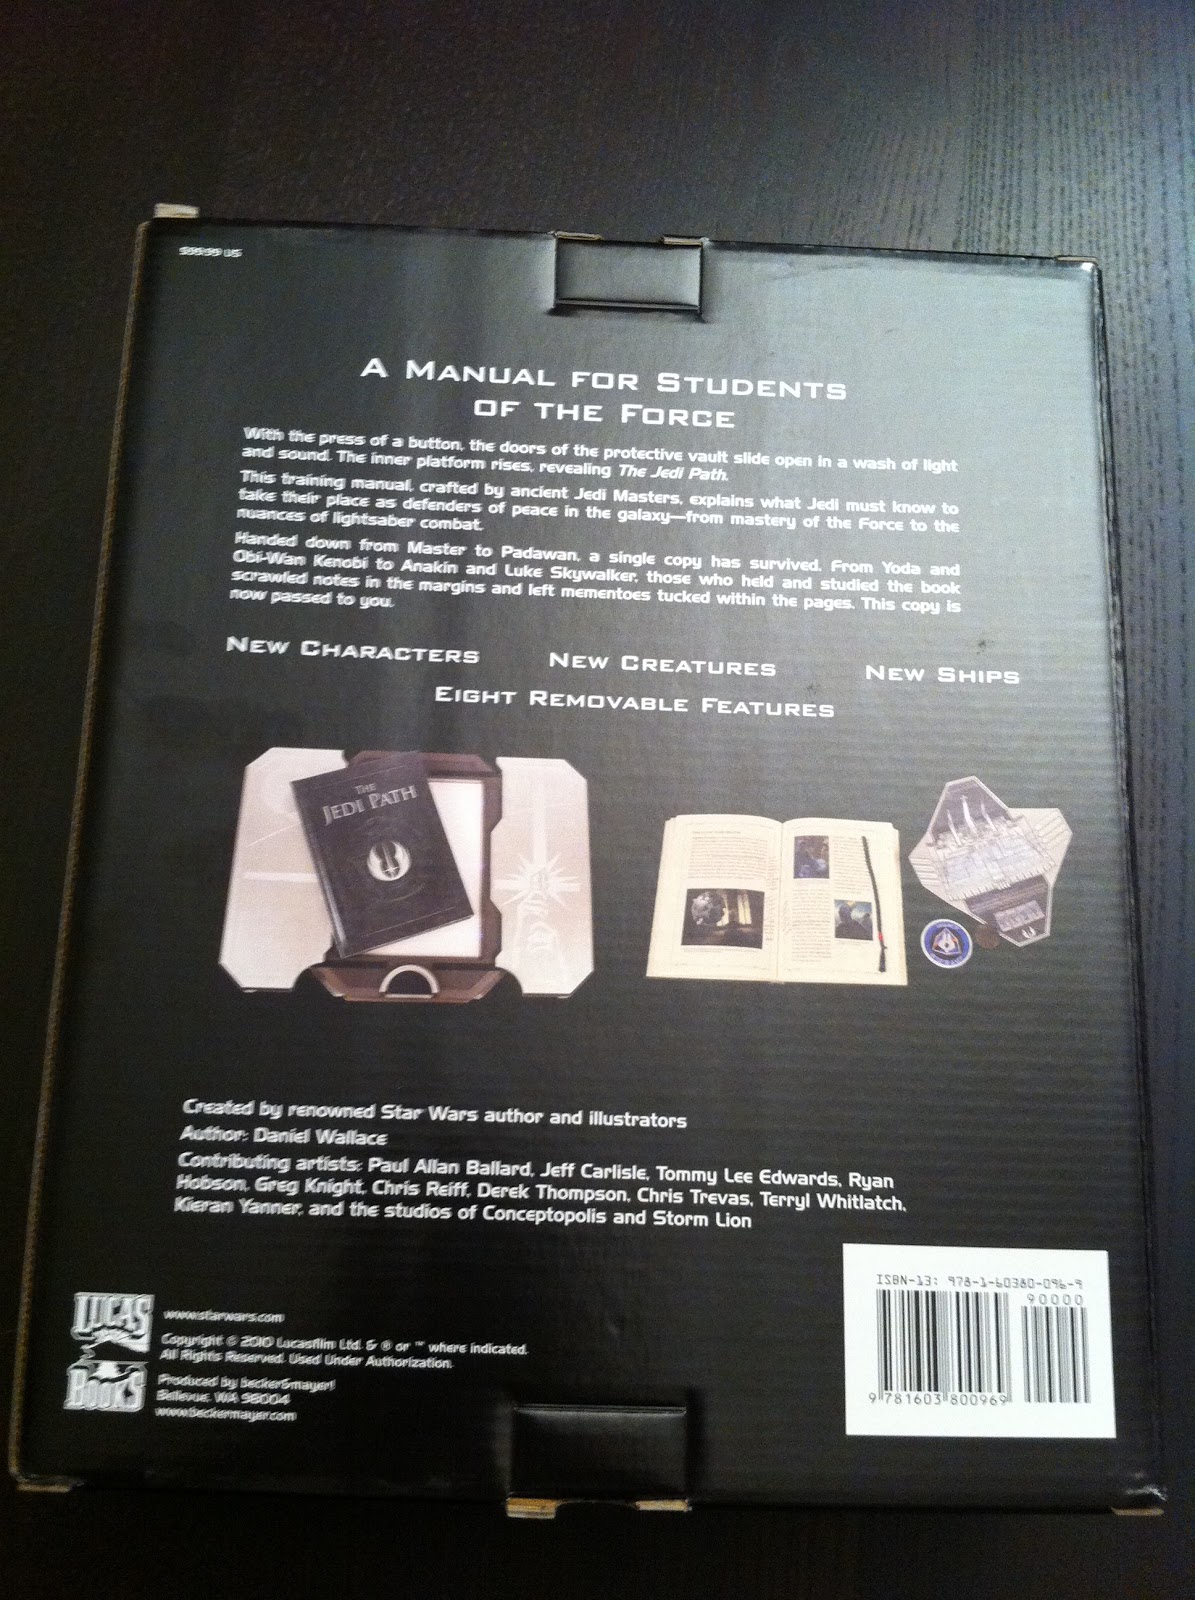 $99.99 US
A MANUAL FOR STUDENTS
OF THE FORCE
With the press of a button, the doors of the protective vault slide open in a wash of light
and sound. The inner platform rises, revealing The Jedi Path.
This training manual, crafted by ancient Jedi Masters, explains what Jedi must know to
take their place as defenders of peace in the galaxy—from mastery of the Force to the
nuances of lightsaber combat.
Handed down from Master to Padawan, a single copy has survived. From Yoda and
Obi-Wan Kenobi to Anakin and Luke Skywalker, those who held and studied the book
scrawled notes in the margins and left mementoes tucked within the pages. This copy is
now passed to you.
NEW CHARACTERS NEW CREATURES NEW SHIPS
EIGHT REMOVABLE FEATURES
THE
JEDI PATH
Created by renowned Star Wars author and illustrators
Author: Daniel Wallace
Contributing artists: Paul Allan Ballard, Jeff Carlisle, Tommy Lee Edwards, Ryan
Hobson, Greg Knight, Chris Reiff, Derek Thompson, Chris Trevas, Terryl Whitlatch,
Kieran Yanner, and the studios of Conceptopolis and Storm Lion
LUCAS
BOOKS
www.starwars.com
Copyright © 2010 Lucasfilm Ltd. & ® or ™ where indicated.
All Rights Reserved. Used Under Authorization.
Produced by becker&mayer!
Bellevue, WA 98004
www.beckermayer.com
ISBN-13: 978-1-60380-096-9
90000
9 781603 800969